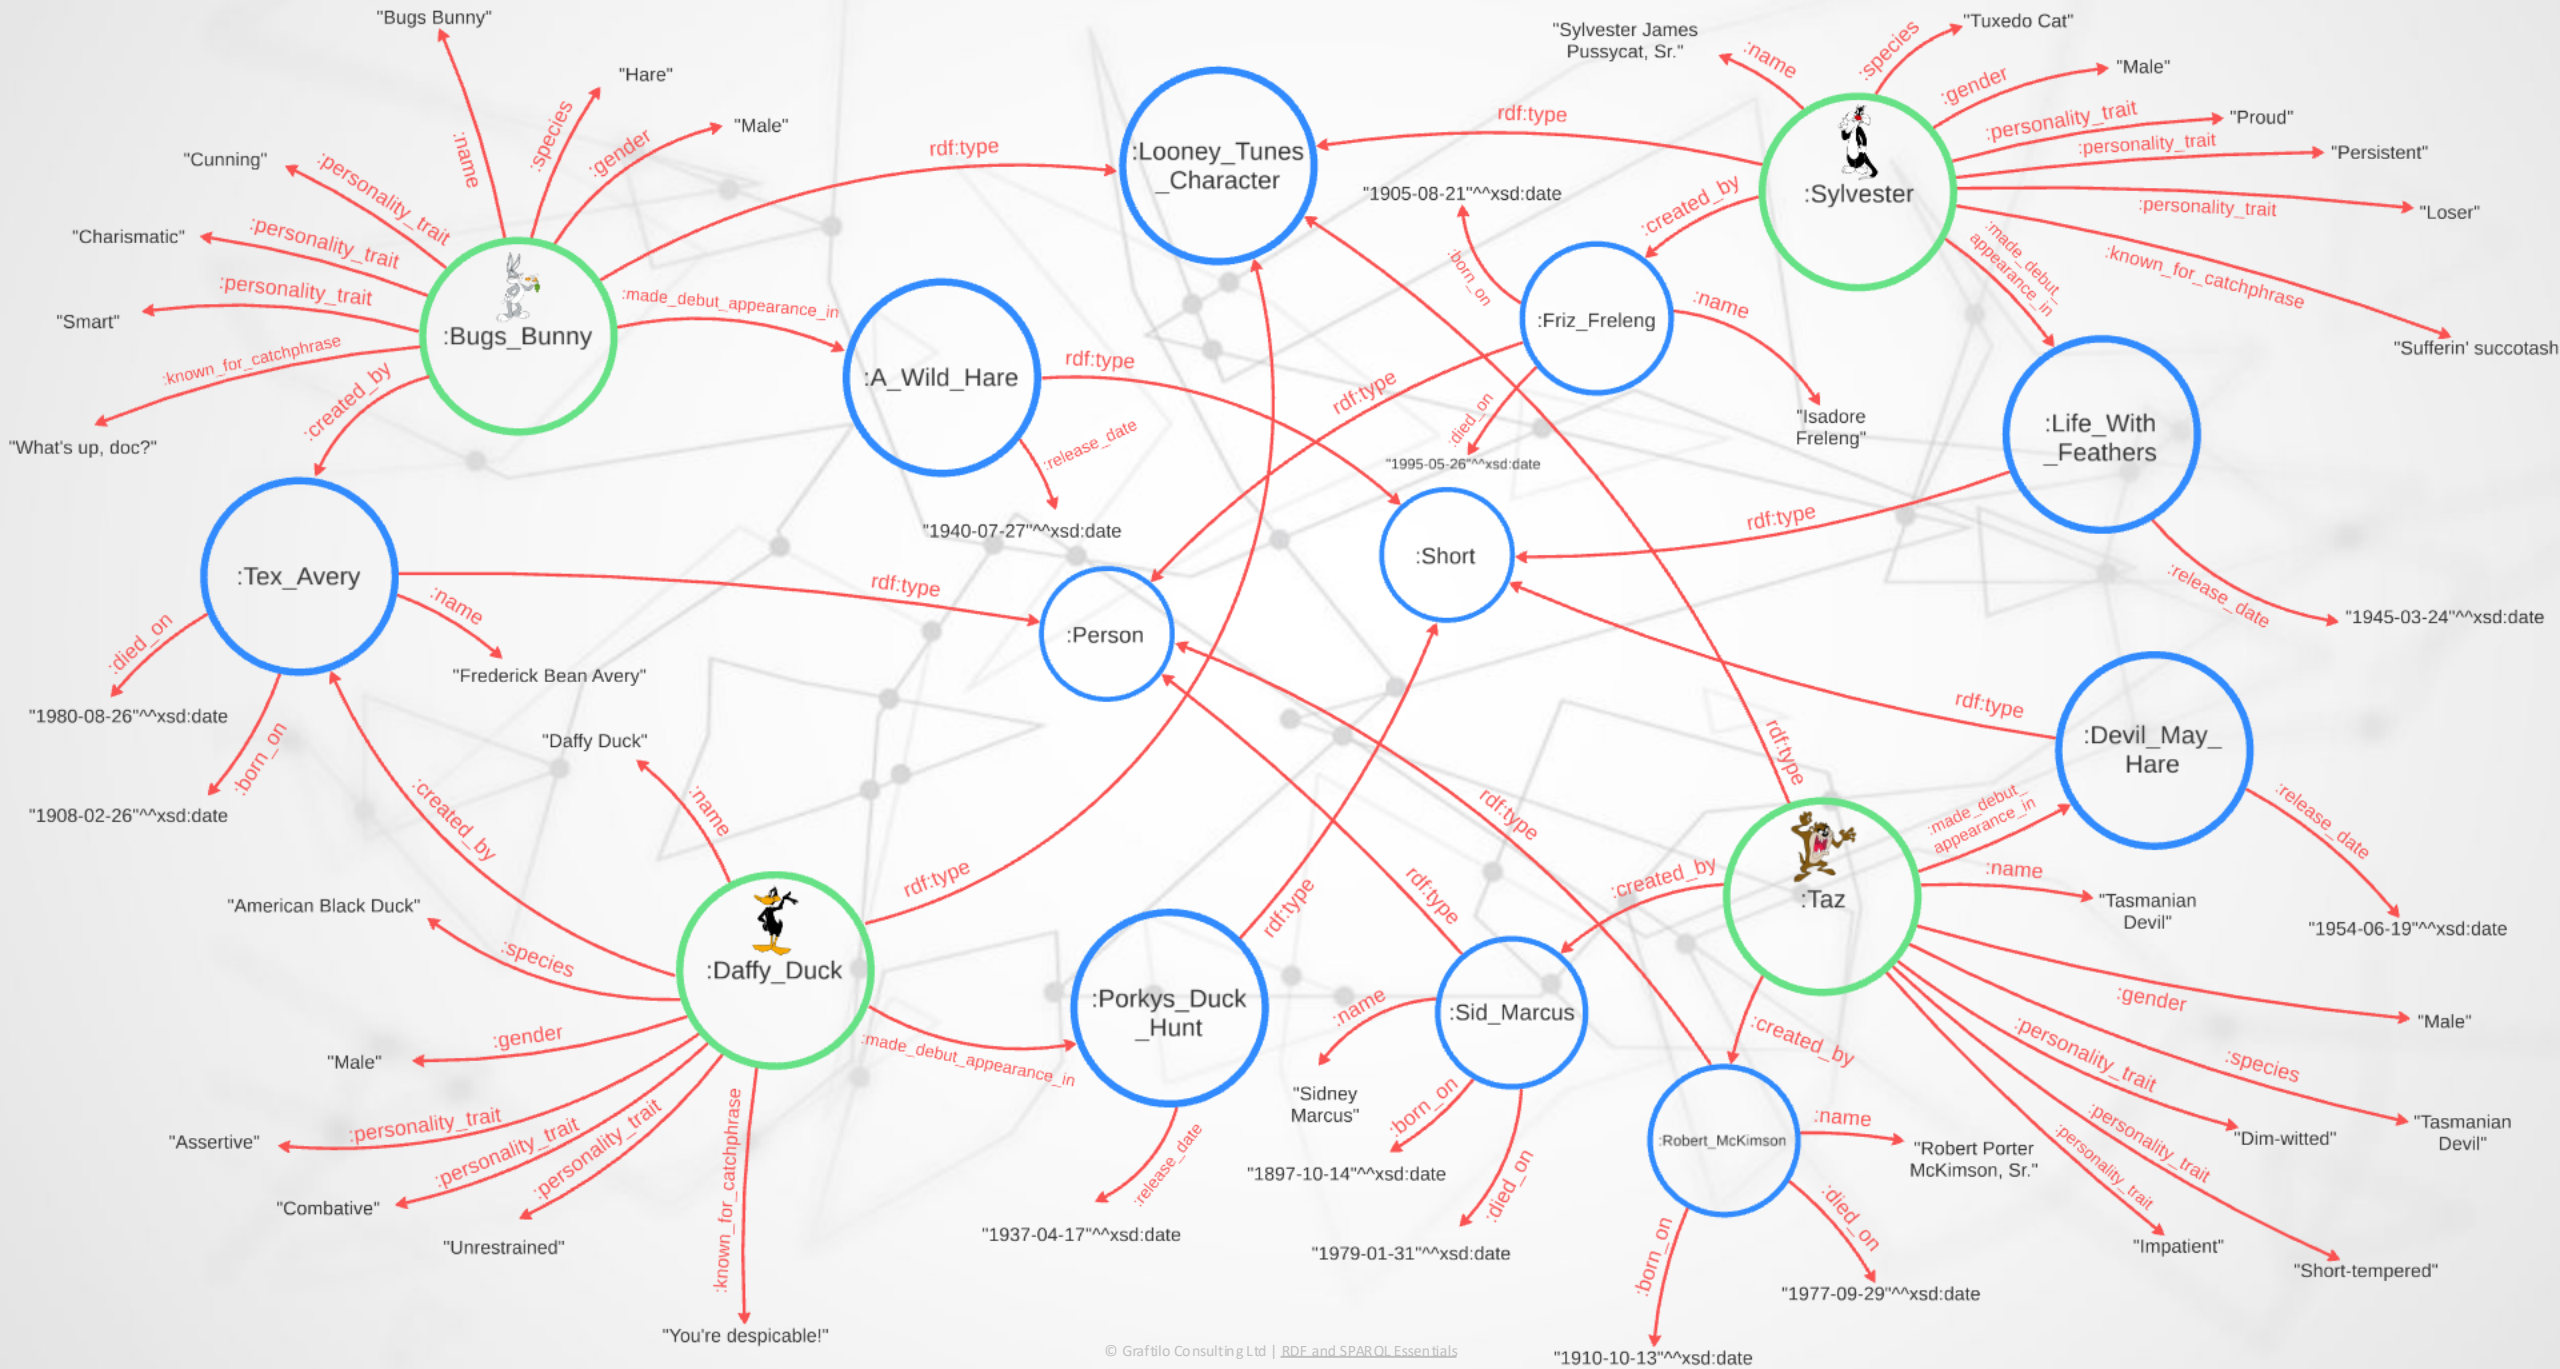 "Bugs Bunny"
:name
"Hare"
:species
"Male"
:gender
"Cunning"
:personality_trait
"Charismatic"
:personality_trait
"Smart"
:personality_trait
:known_for_catchphrase
"What's up, doc?"
:Bugs_Bunny
:created_by
:made_debut_appearance_in
rdf:type
:Looney_Tunes
_Character
:A_Wild_Hare
rdf:type
:release_date
"1940-07-27"^^xsd:date
"Sylvester James
Pussycat, Sr."
:name
:species
"Tuxedo Cat"
:gender
"Male"
:personality_trait
"Proud"
:personality_trait
"Persistent"
:personality_trait
"Loser"
:known_for_catchphrase
"Sufferin' succotash
:Sylvester
rdf:type
:created_by
:made_debut_
appearance_in
"1905-08-21"^^xsd:date
:born_on
:Friz_Freleng
:name
"Isadore
Freleng"
rdf:type
:died_on
"1995-05-26"^^xsd:date
:Life_With
_Feathers
rdf:type
:release_date
"1945-03-24"^^xsd:date
:Short
:Person
:Tex_Avery
rdf:type
:name
"Frederick Bean Avery"
:died_on
"1980-08-26"^^xsd:date
:born_on
"1908-02-26"^^xsd:date
:created_by
"Daffy Duck"
:name
rdf:type
"American Black Duck"
:species
:Daffy_Duck
:gender
"Male"
:personality_trait
"Assertive"
:personality_trait
"Combative"
:personality_trait
"Unrestrained"
:known_for_catchphrase
"You're despicable!"
:made_debut_appearance_in
:Porkys_Duck
_Hunt
rdf:type
:release_date
"1937-04-17"^^xsd:date
:Devil_May_
Hare
rdf:type
:release_date
"1954-06-19"^^xsd:date
rdf:type
:Taz
:made_debut_
appearance_in
:name
"Tasmanian
Devil"
:created_by
:gender
"Male"
:species
"Tasmanian
Devil"
:personality_trait
"Dim-witted"
:personality_trait
"Short-tempered"
:personality_trait
"Impatient"
:created_by
:Sid_Marcus
rdf:type
:name
"Sidney
Marcus"
:born_on
"1897-10-14"^^xsd:date
:died_on
"1979-01-31"^^xsd:date
:Robert_McKimson
rdf:type
:name
"Robert Porter
McKimson, Sr."
:died_on
"1977-09-29"^^xsd:date
:born_on
"1910-10-13"^^xsd:date
© Graftilo Consulting Ltd | RDF and SPARQL Essentials